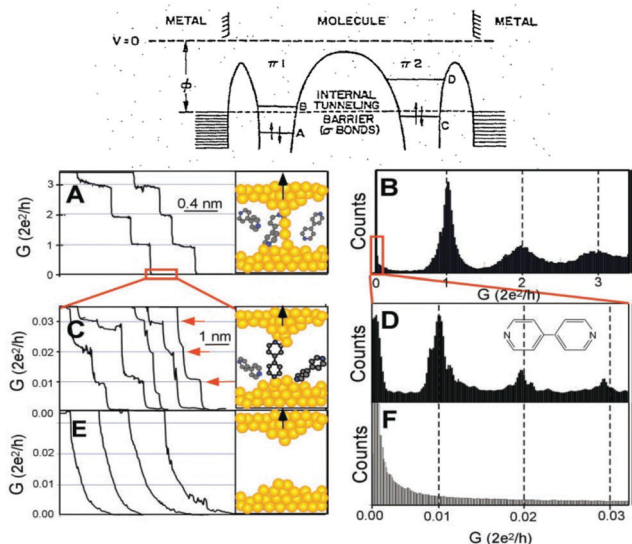 METAL MOLECULE METAL
V=0
ϕ
π1 π2
D
B INTERNAL
TUNNELING
A BARRIER C
(σ BONDS)
A
G (2e²/h)
3
2
1
0
0.4 nm
B
Counts
0 1 2 3
G (2e²/h)
C
G (2e²/h)
0.03
0.02
0.01
1 nm
D
Counts
N N
E
G (2e²/h)
0.00
0.02
0.01
0.00
F
Counts
0.00 0.01 0.02 0.03
G (2e²/h)